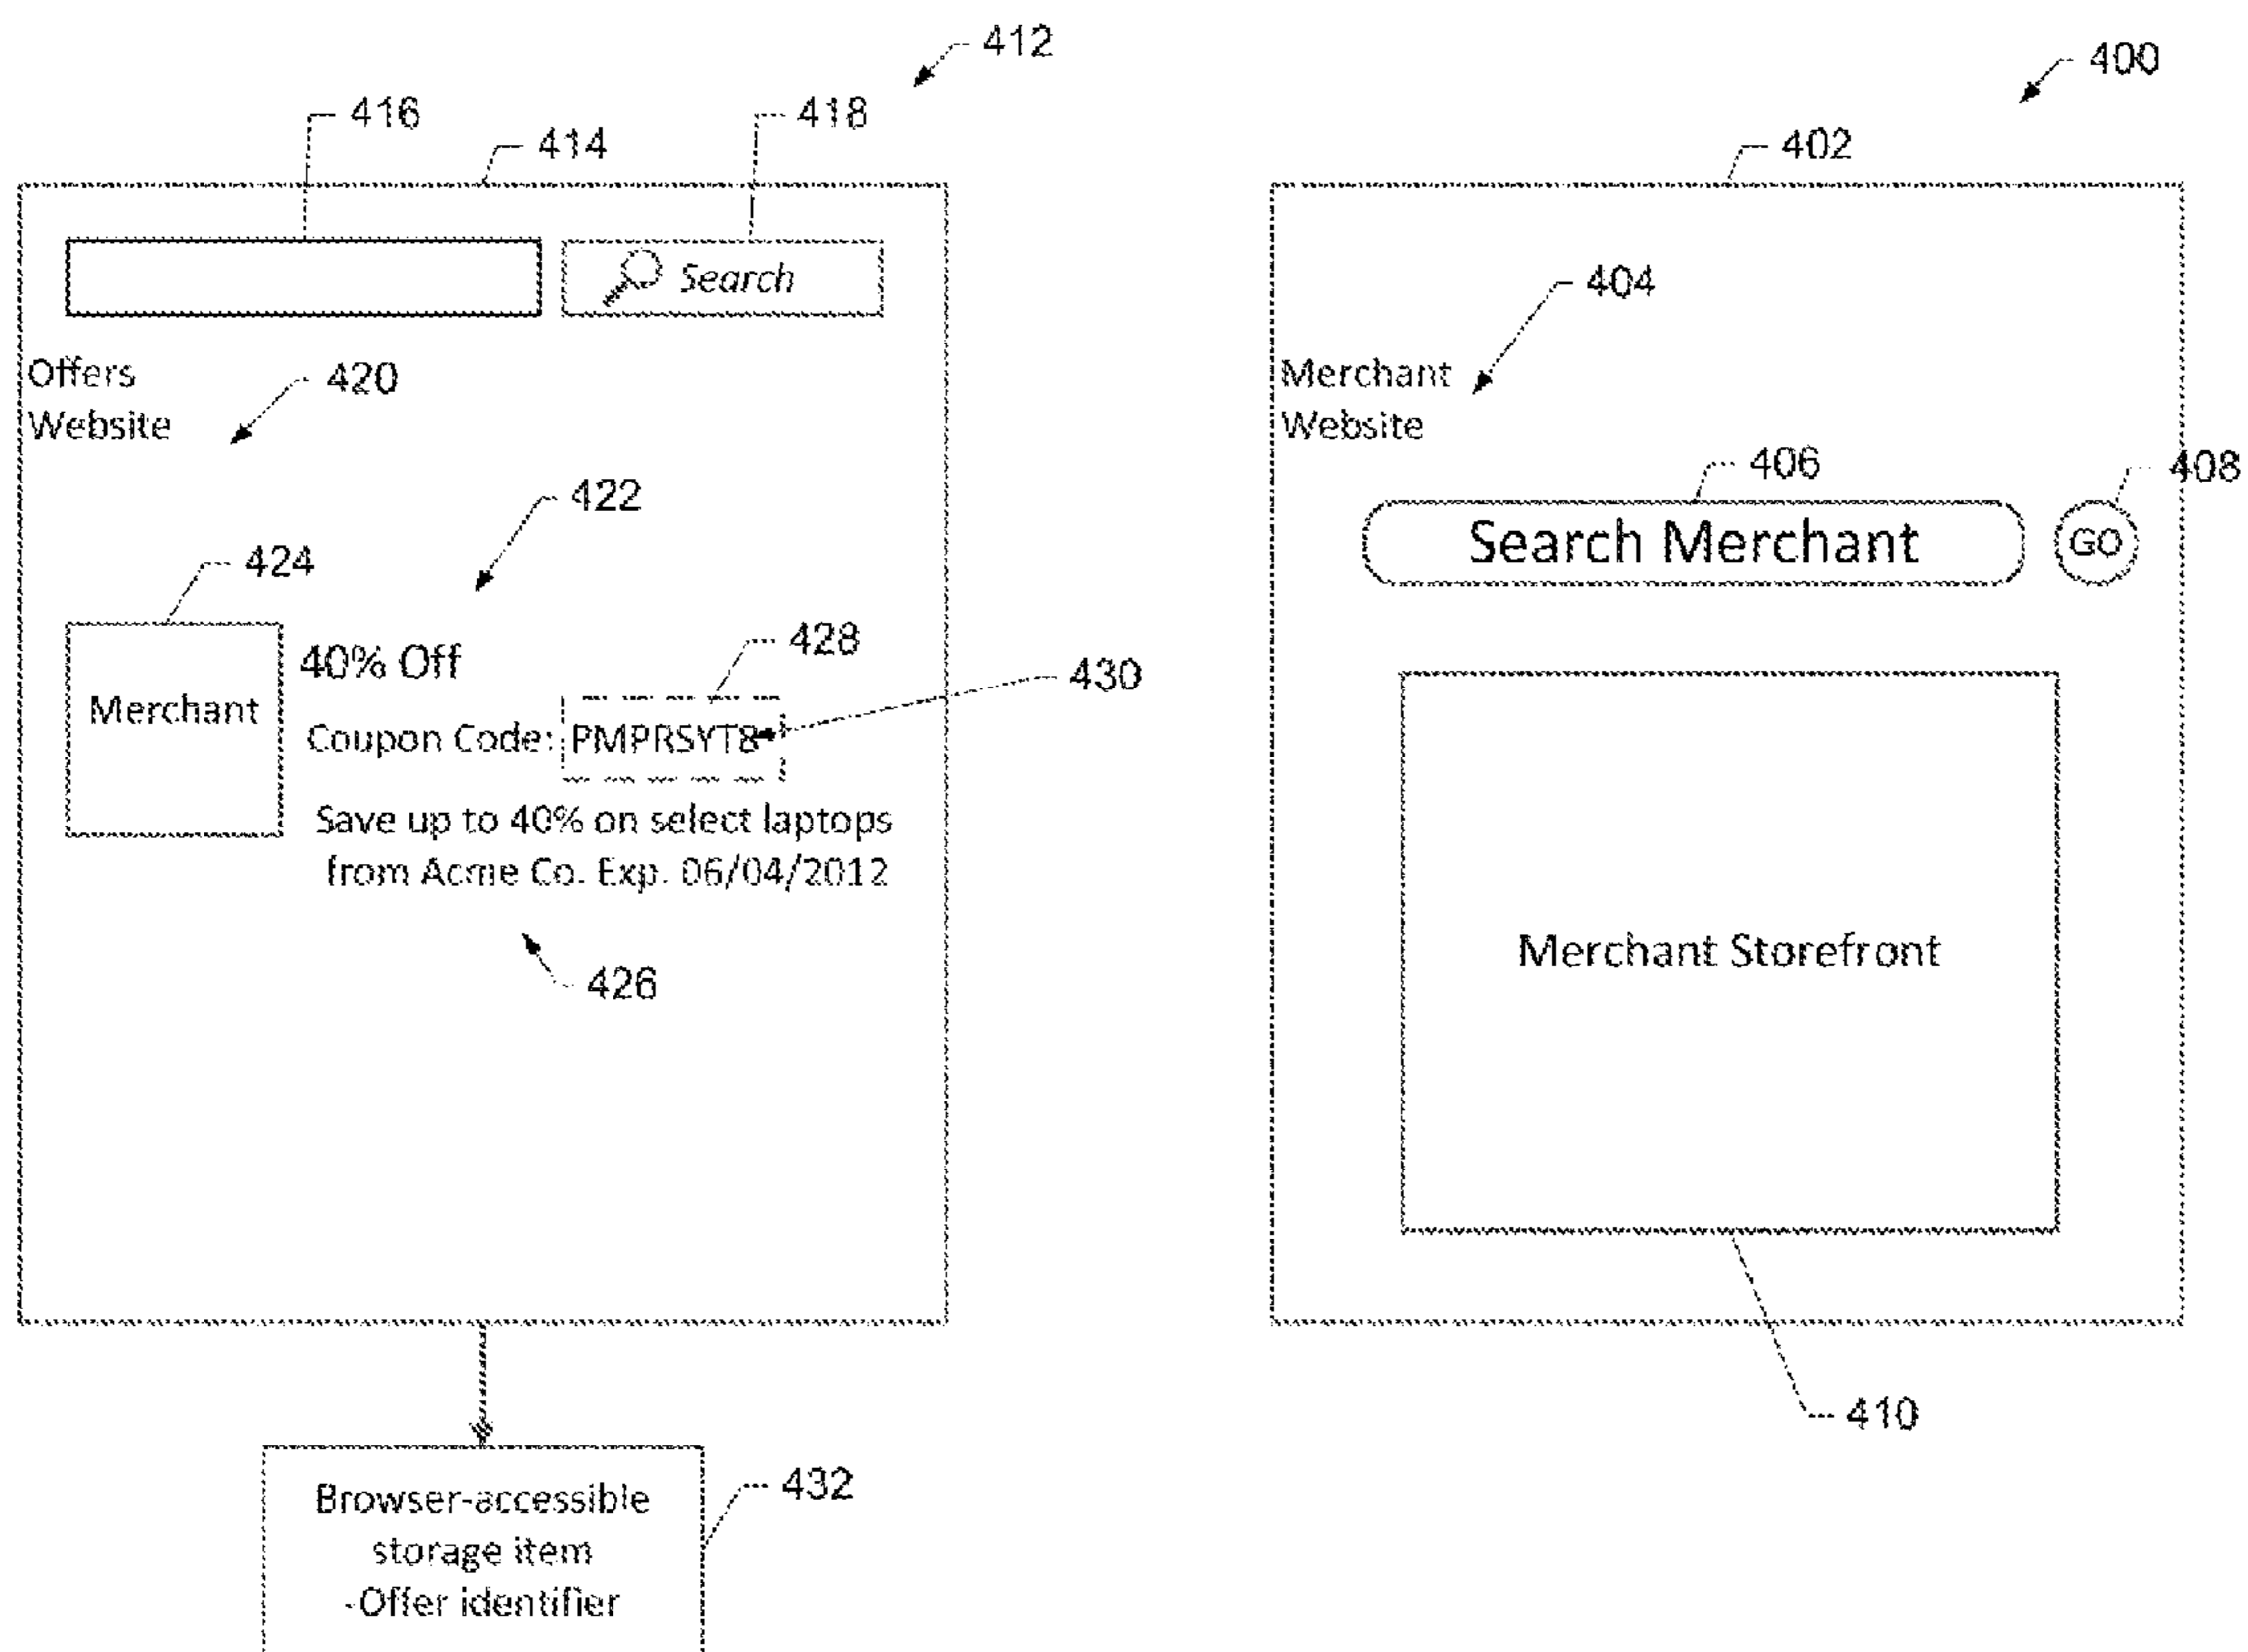 412
400
416
418
414
402
Search
404
Offers
Website
420
Merchant
Website
406
408
422
Search Merchant
GO
424
40% Off
428
430
Merchant
Coupon Code: PMPRSYT8
Save up to 40% on select laptops
from Acme Co. Exp. 06/04/2012
Merchant Storefront
426
410
432
Browser-accessible
storage item
-Offer identifier